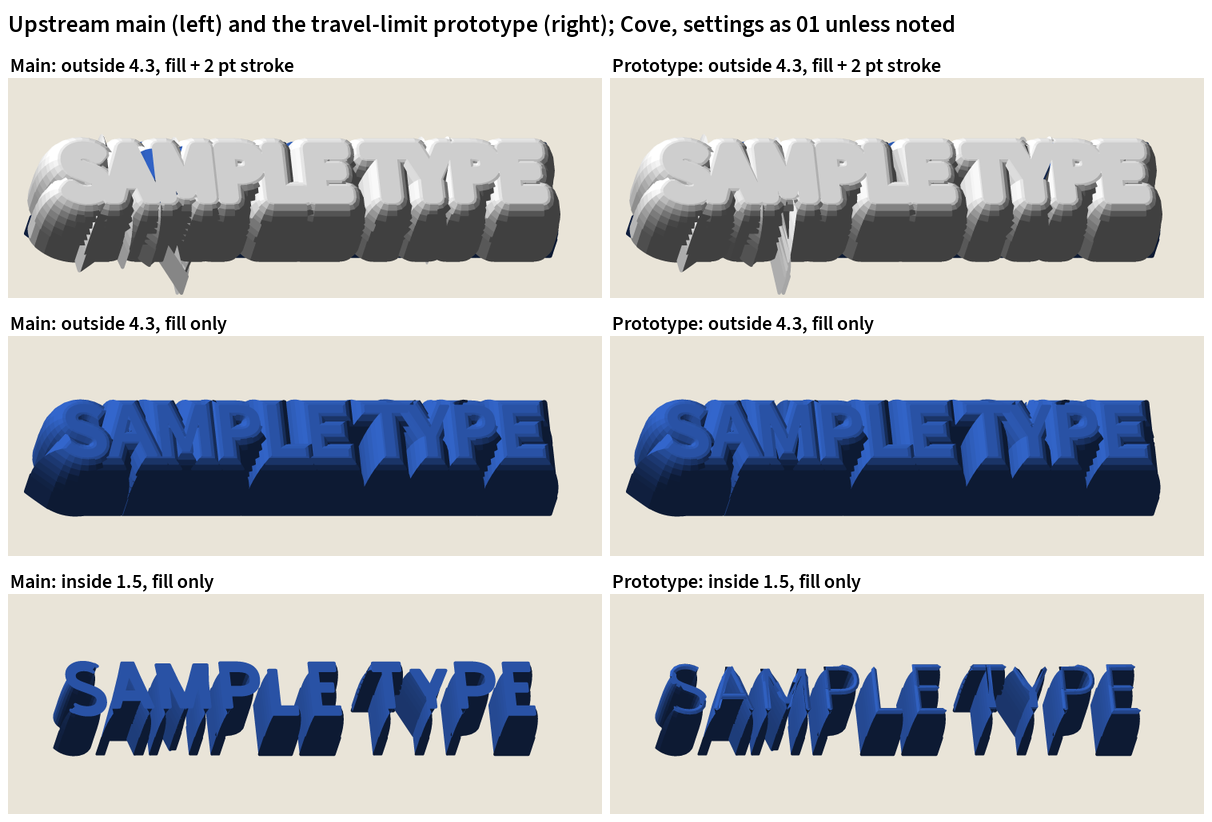 Upstream main (left) and the travel-limit prototype (right); Cove, settings as 01 unless noted
Main: outside 4.3, fill + 2 pt stroke
Prototype: outside 4.3, fill + 2 pt stroke
SAMPLE TYPE
SAMPLE TYPE
Main: outside 4.3, fill only
Prototype: outside 4.3, fill only
SAMPLE TYPE
SAMPLE TYPE
Main: inside 1.5, fill only
Prototype: inside 1.5, fill only
SAMPLE TYPE
SAMPLE TYPE